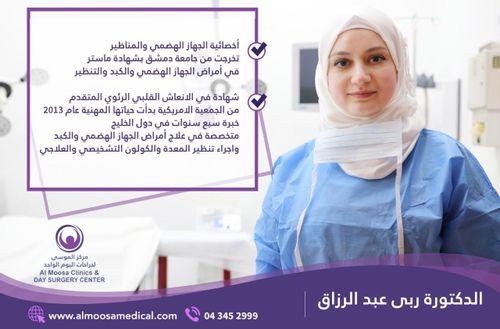 أخصائية الجهاز الهضمي والمناظير
تخرجت من جامعة دمشق بشهادة ماستر
في أمراض الجهاز الهضمي والكبد والتنظير
شهادة في الانعاش القلبي الرئوي المتقدم
من الجمعية الامريكية بدأت حياتها المهنية عام 2013
خبرة سبع سنوات في دول الخليج
متخصصة في علاج أمراض الجهاز الهضمي والكبد
واجراء تنظير المعدة والكولون التشخيصي والعلاجي
مركز الموسى
لجراحات اليوم الواحد
Al Moosa Clinics &
DAY SURGERY CENTER
الدكتورة ربى عبد الرزاق
www.almoosamedical.com
04 345 2999